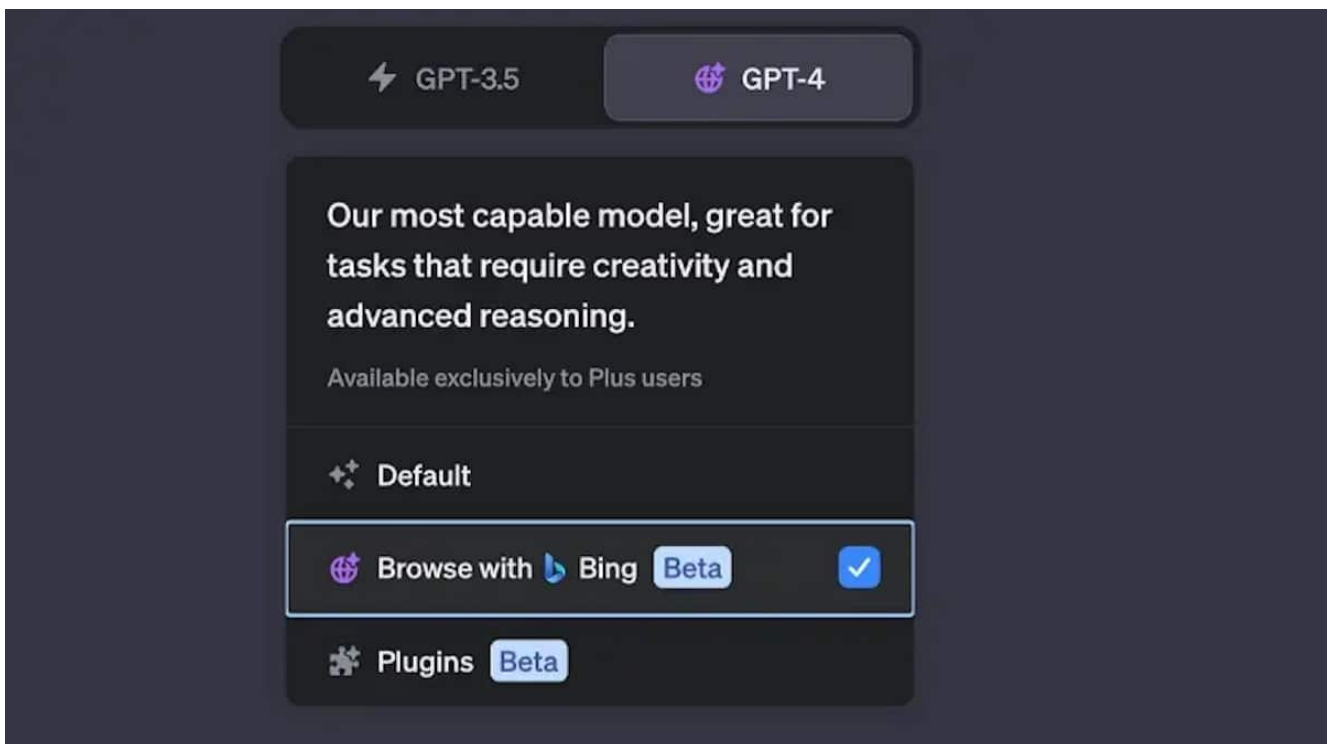 GPT-3.5
GPT-4
Our most capable model, great for
tasks that require creativity and
advanced reasoning.
Available exclusively to Plus users
Default
Browse with Bing Beta
Plugins Beta